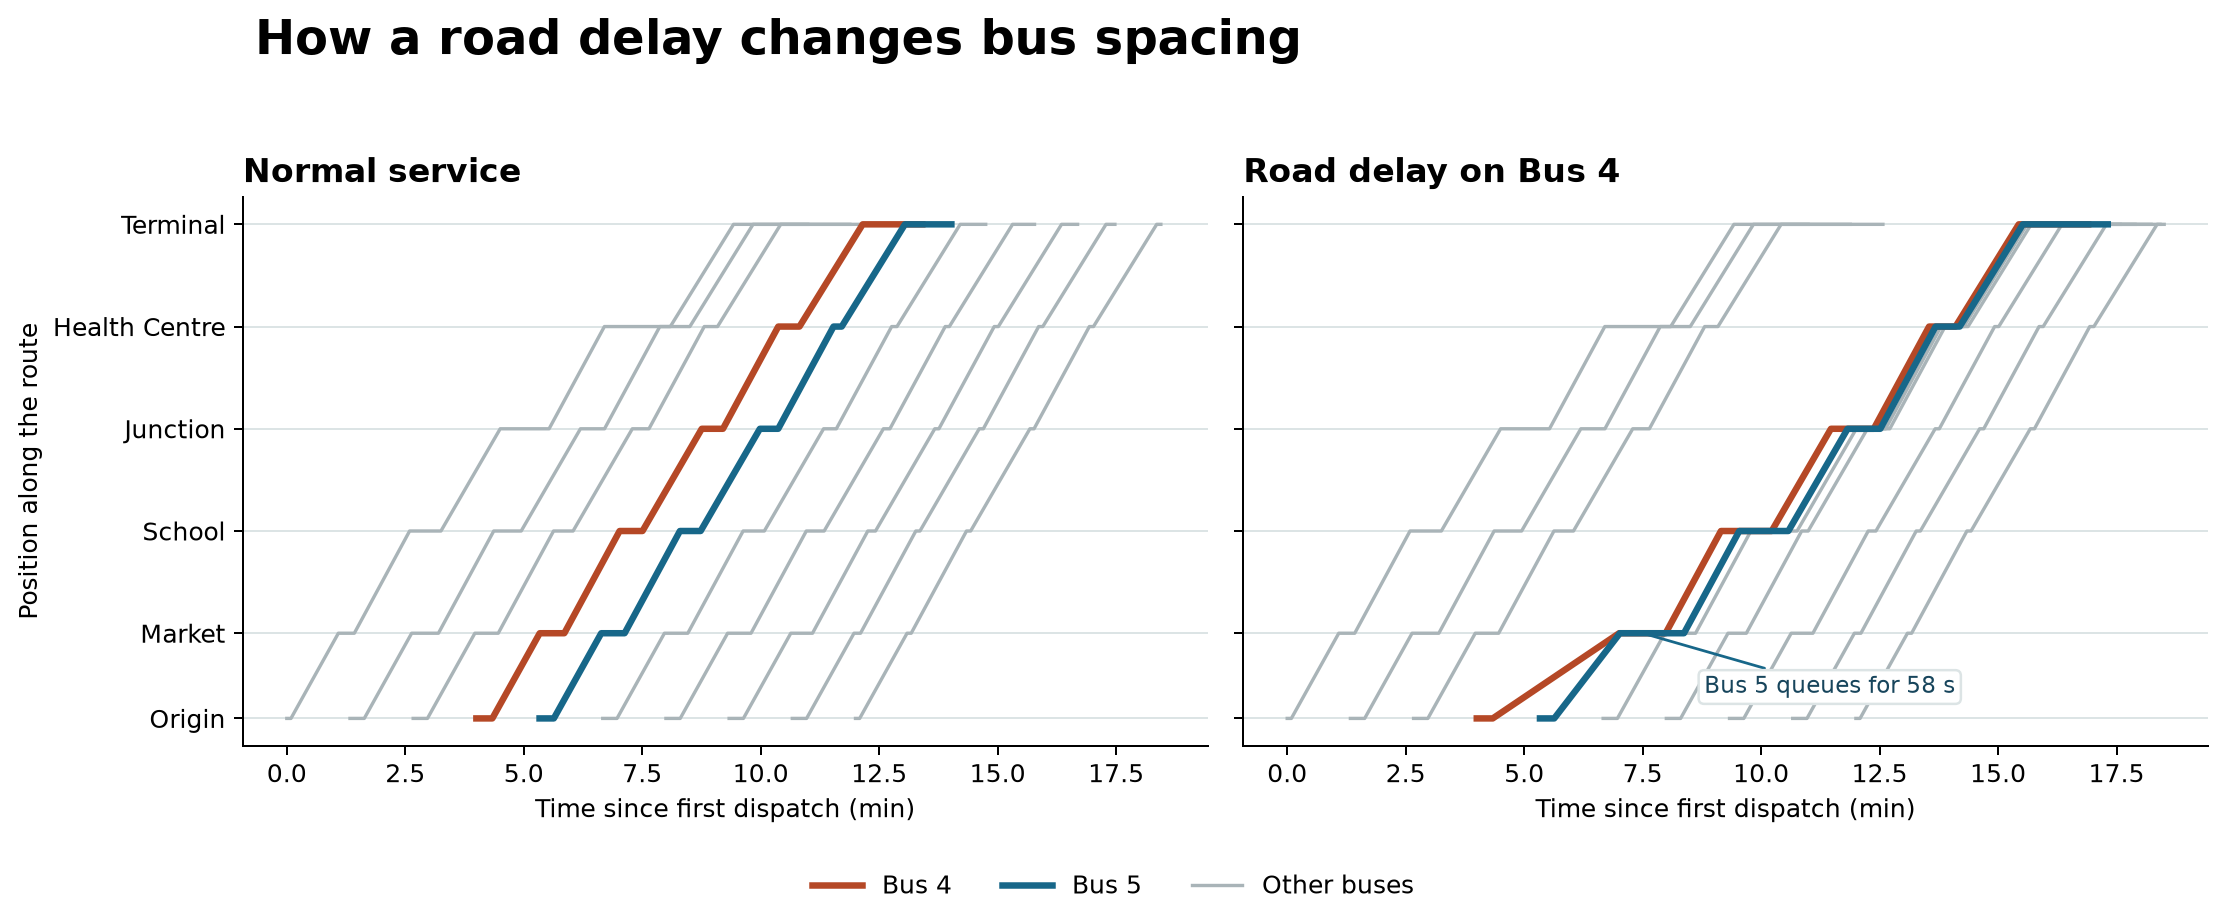 How a road delay changes bus spacing
Normal service
Road delay on Bus 4
Position along the route
Terminal
Health Centre
Junction
School
Market
Origin
Bus 5 queues for 58 s
0.0 2.5 5.0 7.5 10.0 12.5 15.0 17.5
0.0 2.5 5.0 7.5 10.0 12.5 15.0 17.5
Time since first dispatch (min)
Time since first dispatch (min)
Bus 4 Bus 5 Other buses